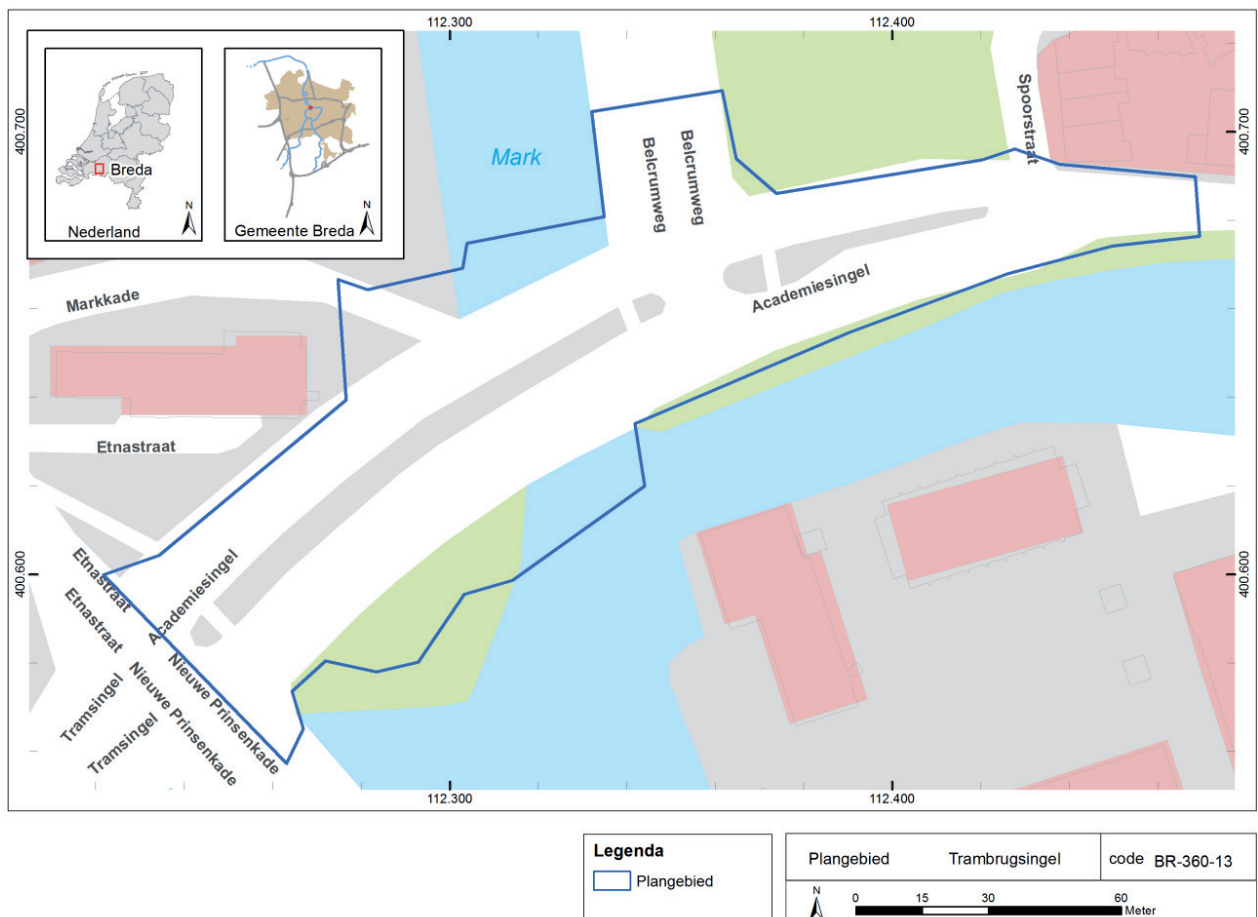 112.300
112.400
400.700
400.700
N
Breda
Nederland
N
Gemeente Breda
Mark
Belcrumweg
Belcrumweg
Spoorstraat
Markkade
Academiesingel
Etnastraat
400.600
400.600
Etnastraat
Etnastraat
Academiesingel
Nieuwe Prinsenkade
Nieuwe Prinsenkade
Tramsingel
Tramsingel
112.300
112.400
Legenda
Plangebied
Plangebied Trambrugsingel code BR-360-13
N
0 15 30 60
Meter